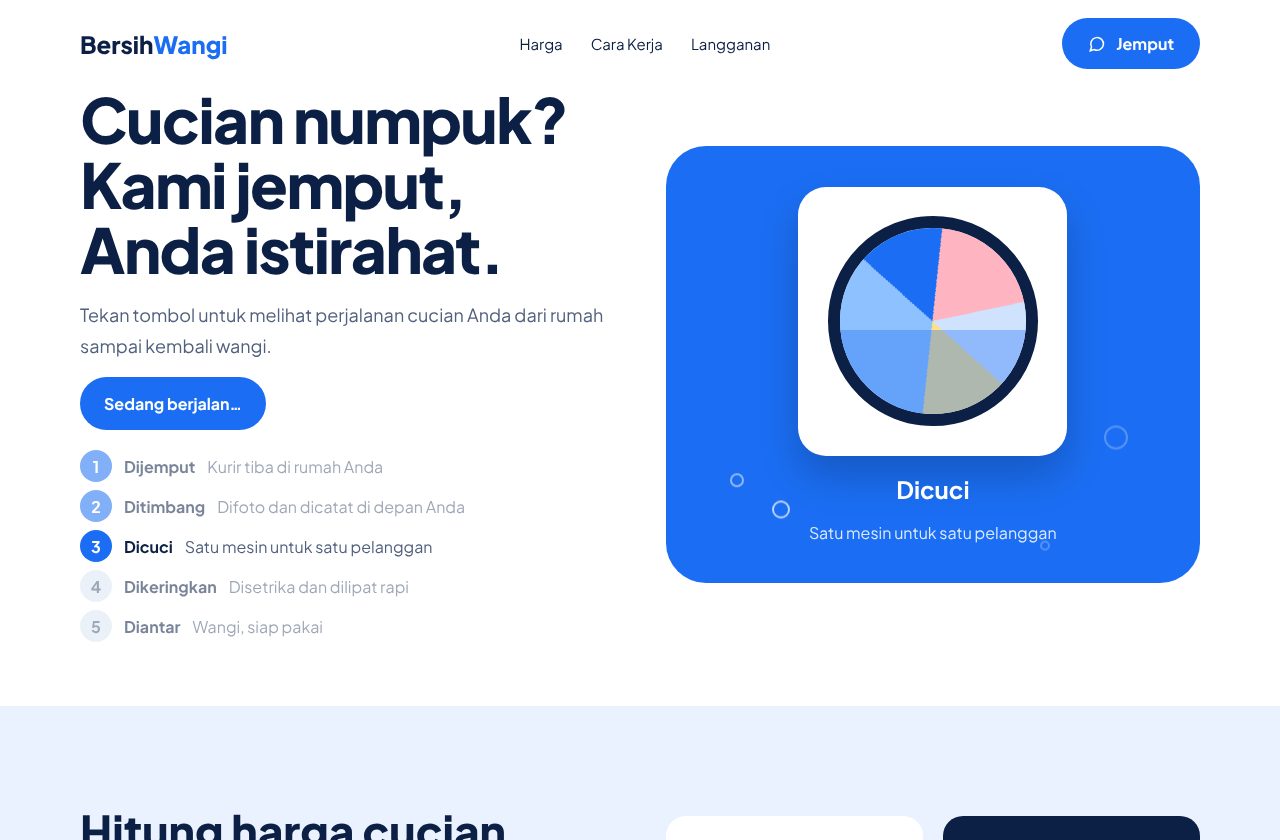 BersihWangi
Harga
Cara Kerja
Langganan
Jemput
Cucian numpuk?
Kami jemput,
Anda istirahat.
Tekan tombol untuk melihat perjalanan cucian Anda dari rumah
sampai kembali wangi.
Sedang berjalan…
1 Dijemput Kurir tiba di rumah Anda
2 Ditimbang Difoto dan dicatat di depan Anda
3 Dicuci Satu mesin untuk satu pelanggan
4 Dikeringkan Disetrika dan dilipat rapi
5 Diantar Wangi, siap pakai
Dicuci
Satu mesin untuk satu pelanggan
Hitung harga cucian